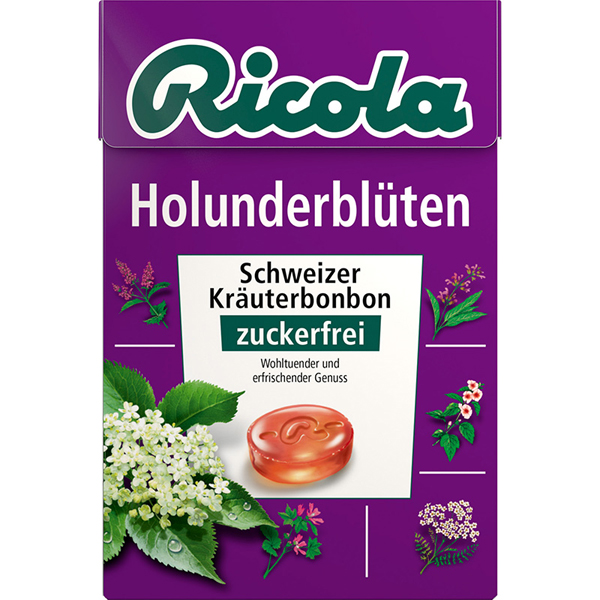 Ricola
Holunderblüten
Schweizer
Kräuterbonbon
zuckerfrei
Wohltuender und
erfrischender Genuss